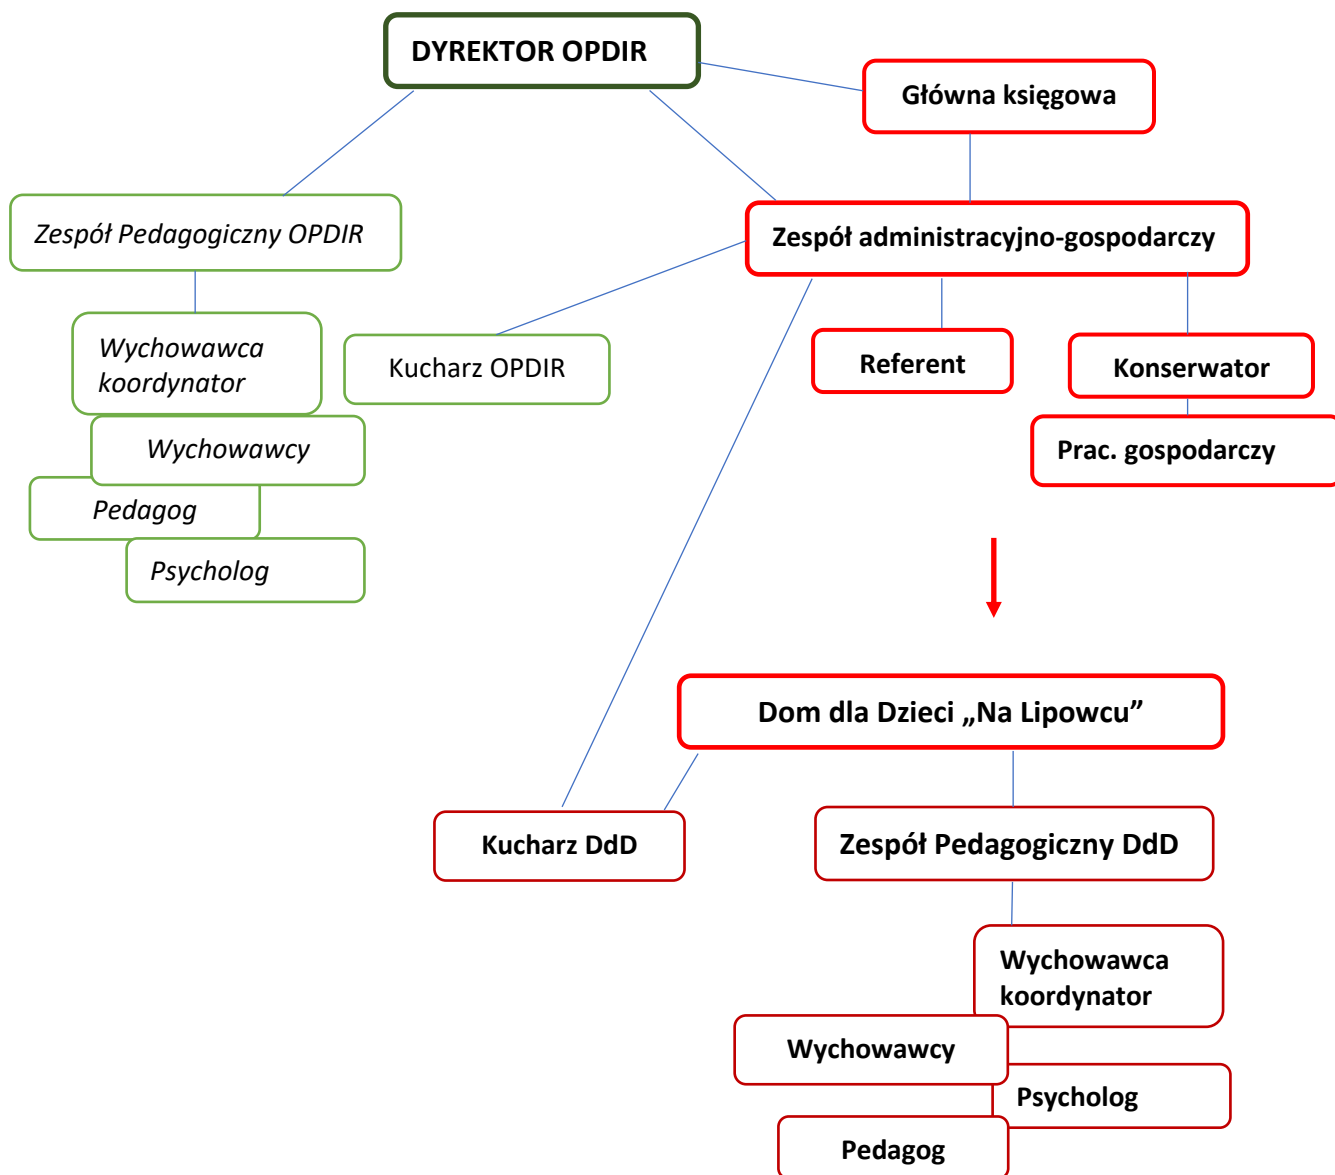 DYREKTOR OPDIR
Główna księgowa
Zespół Pedagogiczny OPDIR
Zespół administracyjno-gospodarczy
Wychowawca
koordynator
Kucharz OPDIR
Referent
Konserwator
Wychowawcy
Prac. gospodarczy
Pedagog
Psycholog
Dom dla Dzieci „Na Lipowcu”
Kucharz DdD
Zespół Pedagogiczny DdD
Wychowawca
koordynator
Wychowawcy
Psycholog
Pedagog